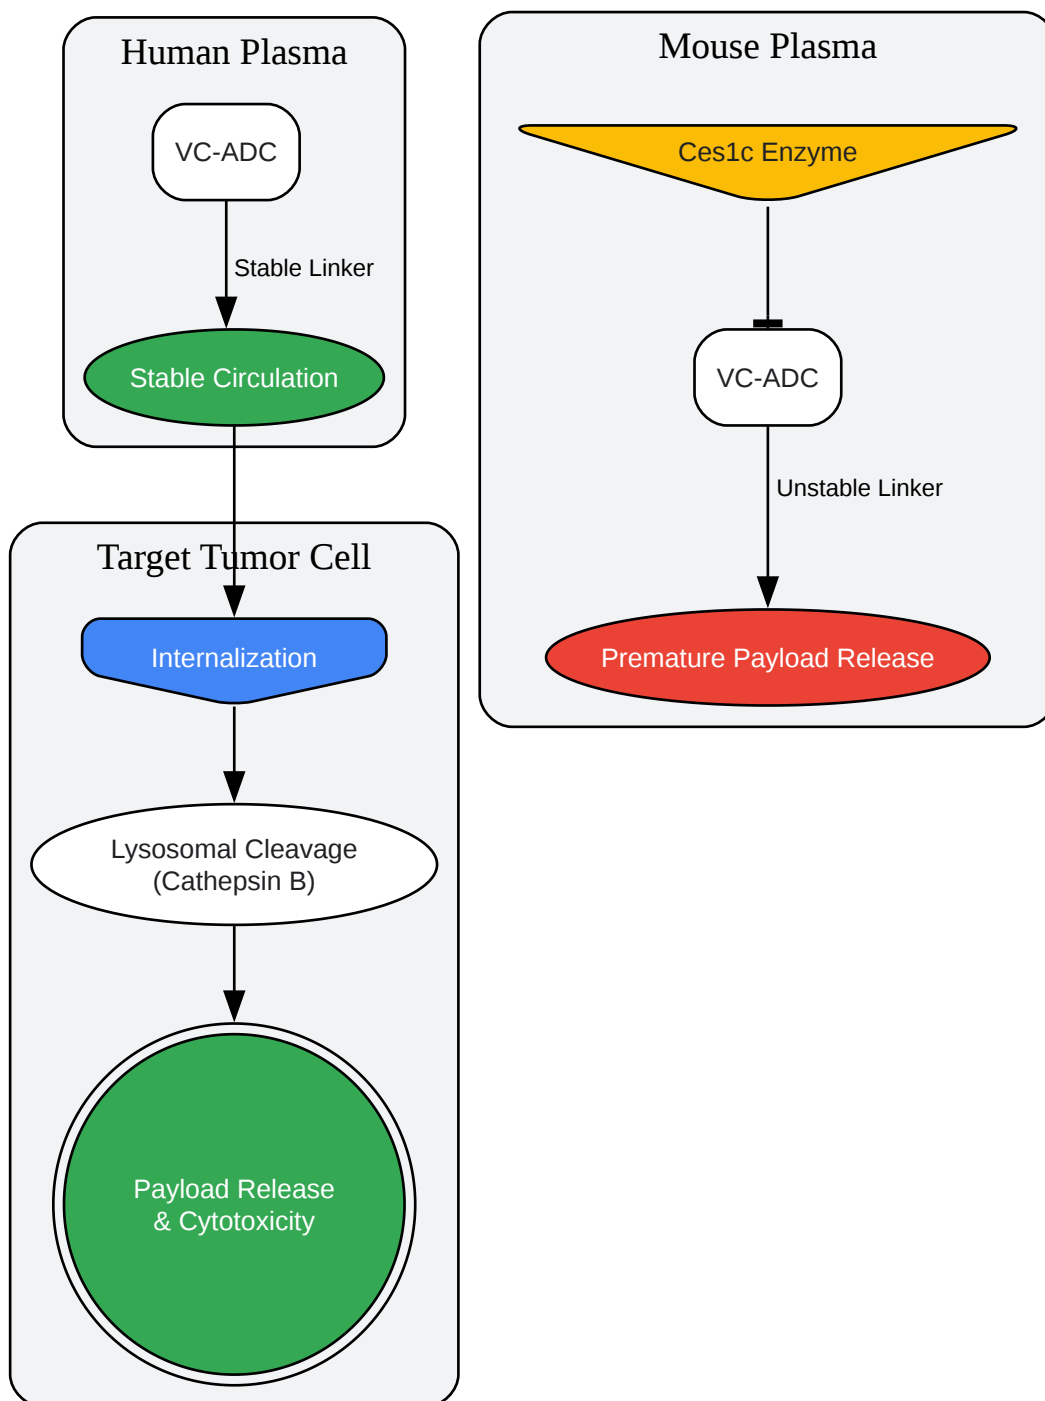 Human Plasma
VC-ADC
Stable Linker
Stable Circulation
Target Tumor Cell
Internalization
Lysosomal Cleavage
(Cathepsin B)
Payload Release
& Cytotoxicity
Mouse Plasma
Ces1c Enzyme
VC-ADC
Unstable Linker
Premature Payload Release